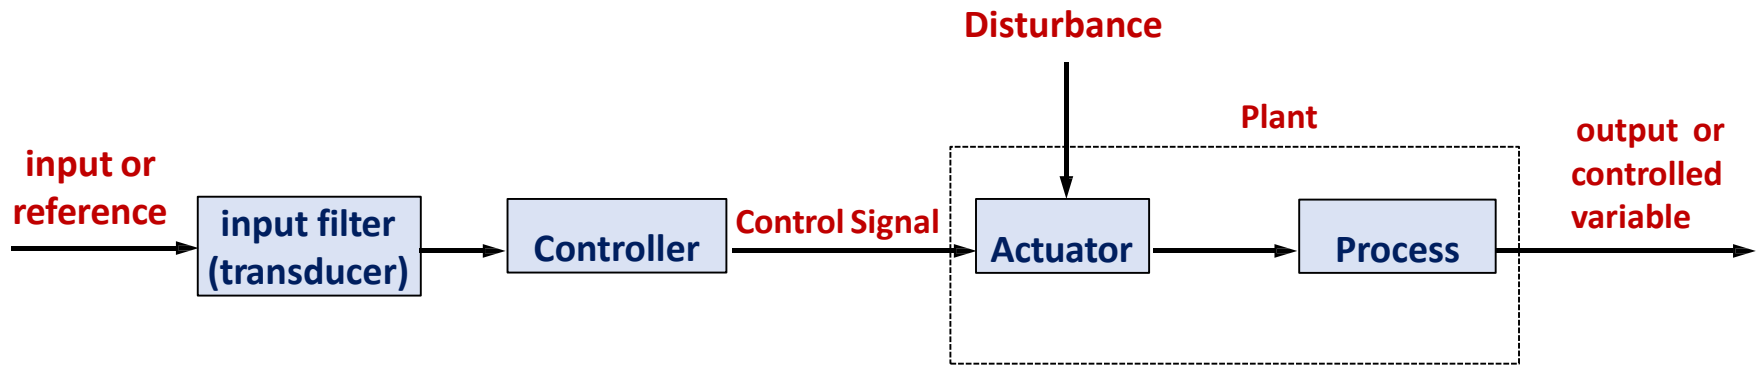 Disturbance
Plant
input or
reference
input filter
(transducer)
Controller
Control Signal
Actuator
Process
output or
controlled
variable